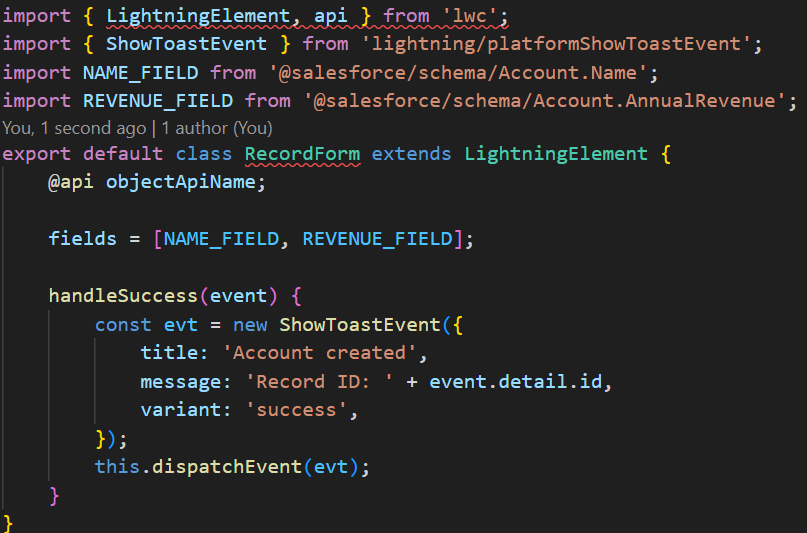 import { LightningElement, api } from 'lwc';
import { ShowToastEvent } from 'lightning/platformShowToastEvent';
import NAME_FIELD from '@salesforce/schema/Account.Name';
import REVENUE_FIELD from '@salesforce/schema/Account.AnnualRevenue';
You, 1 second ago | 1 author (You)
export default class RecordForm extends LightningElement {
    @api objectApiName;

    fields = [NAME_FIELD, REVENUE_FIELD];

    handleSuccess(event) {
        const evt = new ShowToastEvent({
            title: 'Account created',
            message: 'Record ID: ' + event.detail.id,
            variant: 'success',
        });
        this.dispatchEvent(evt);
    }
}